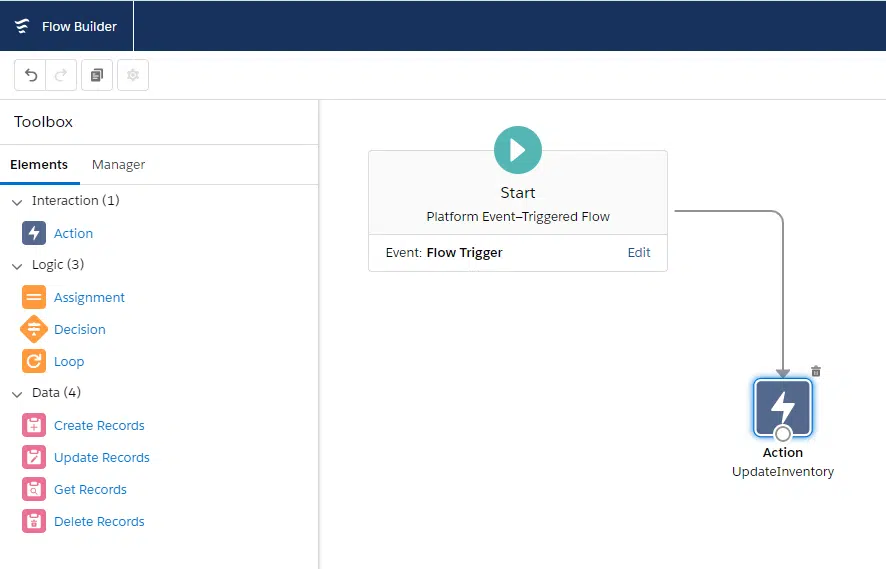 Flow Builder
Toolbox
Elements
Manager
Interaction (1)
Action
Logic (3)
Assignment
Decision
Loop
Data (4)
Create Records
Update Records
Get Records
Delete Records
Start
Platform Event–Triggered Flow
Event: Flow Trigger
Edit
Action
UpdateInventory